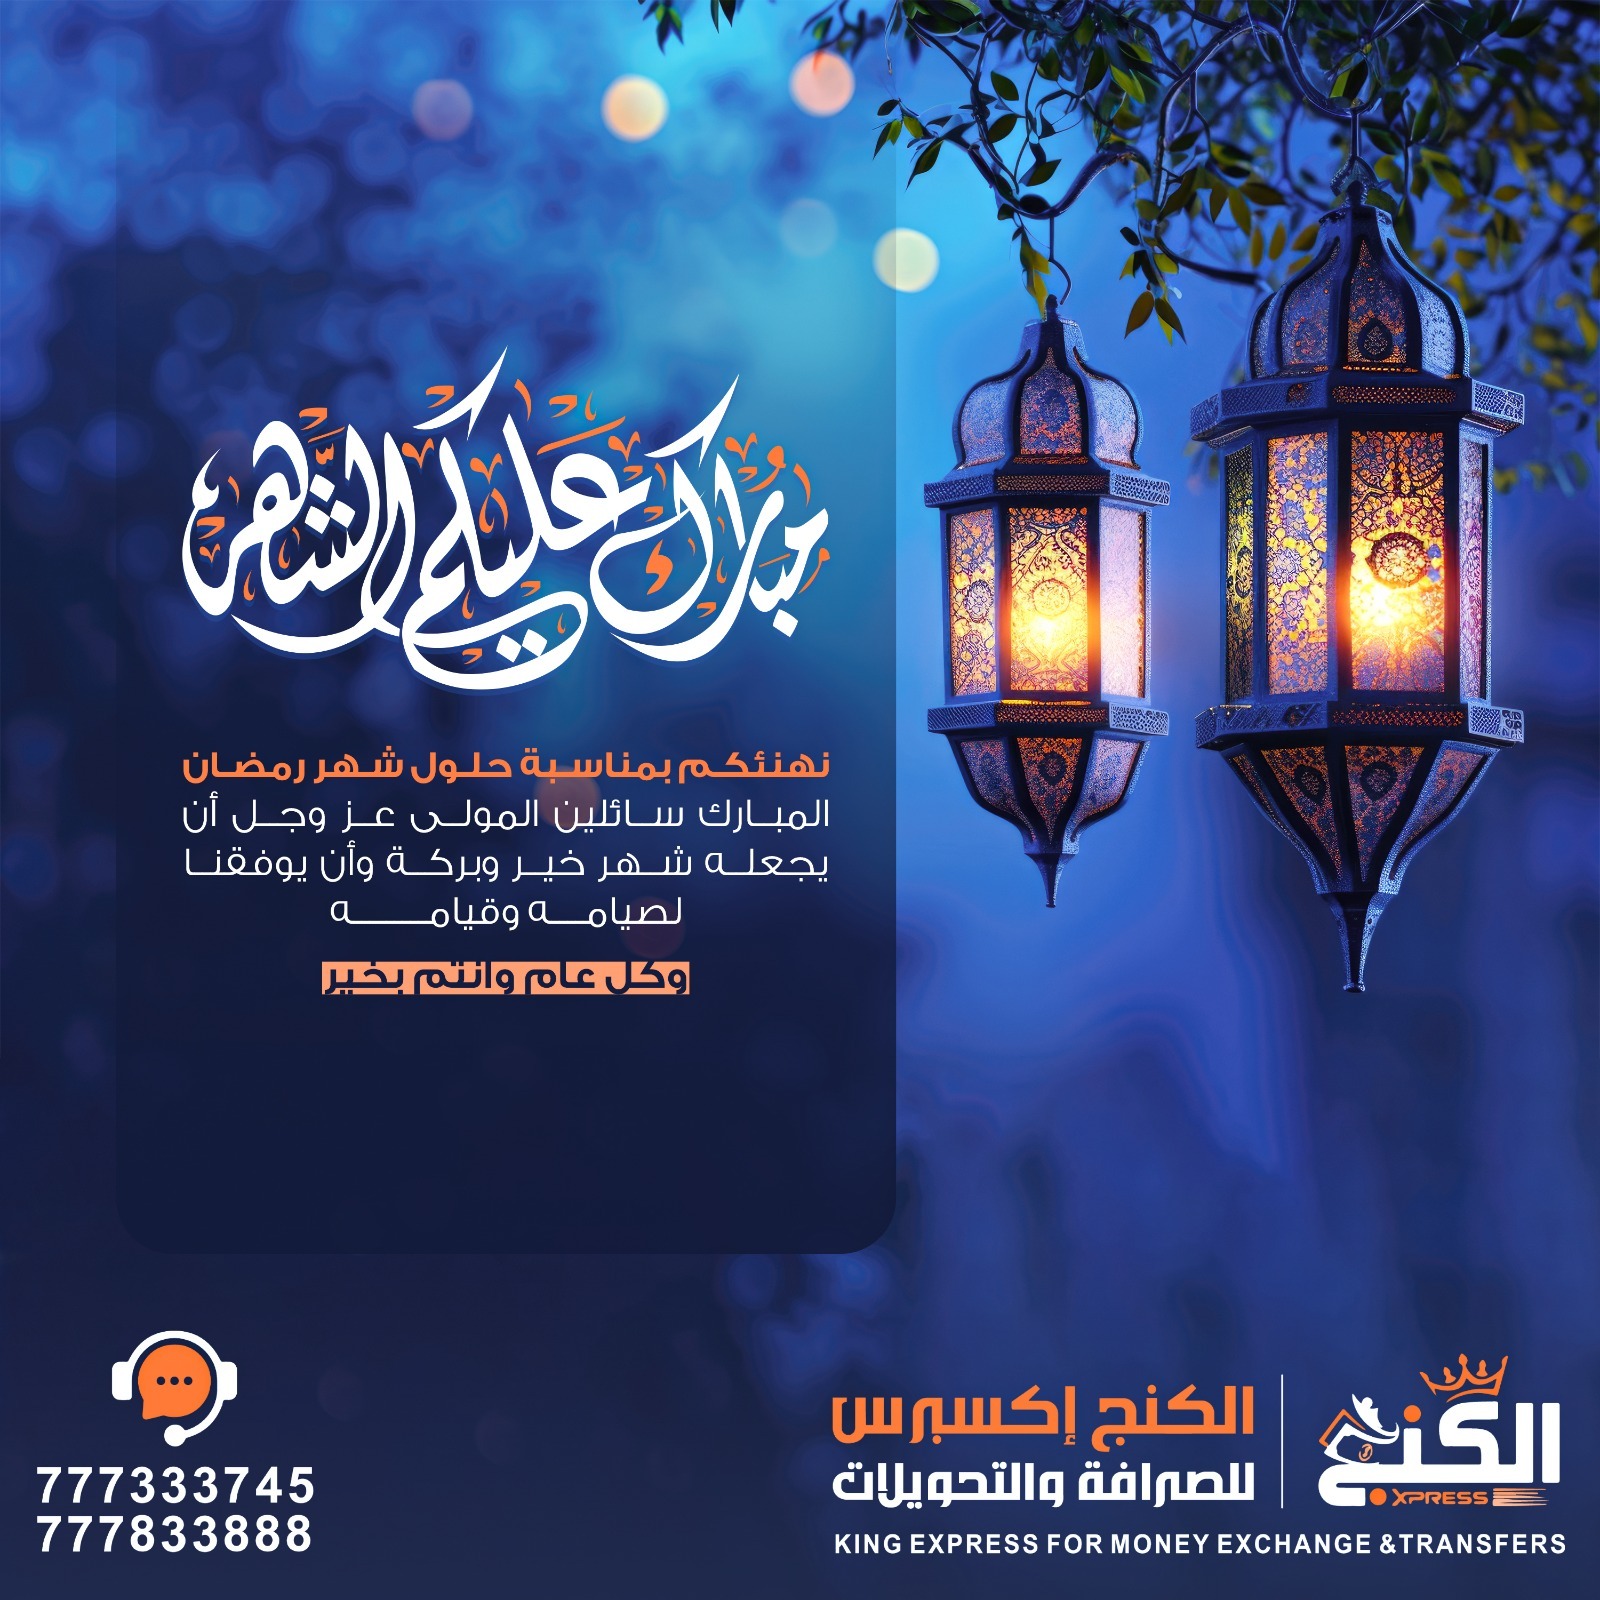 مبارك عليكم الشهر
نهنئكم بمناسبة حلول شهر رمضان
المبارك سائلين المولى عز وجل أن
يجعله شهر خير وبركة وأن يوفقنا
لصيامه وقيامه
وكل عام وانتم بخير
777333745
777833888
الكنج إكسبرس
للصرافة والتحويلات
الكنج
XPRESS
KING EXPRESS FOR MONEY EXCHANGE &TRANSFERS